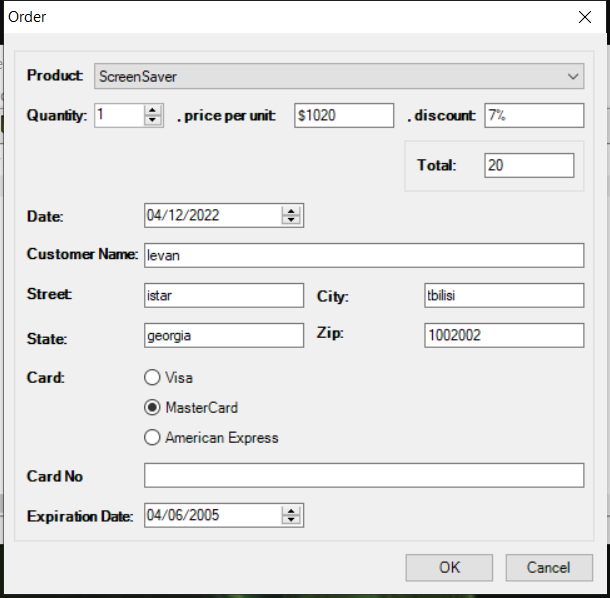 Order
Product: ScreenSaver
Quantity: 1 , price per unit: $1020 , discount: 7%
Total: 20
Date: 04/12/2022
Customer Name: levan
Street: istar City: tbilisi
State: georgia Zip: 1002002
Card: Visa
MasterCard
American Express
Card No
Expiration Date: 04/06/2005
OK Cancel